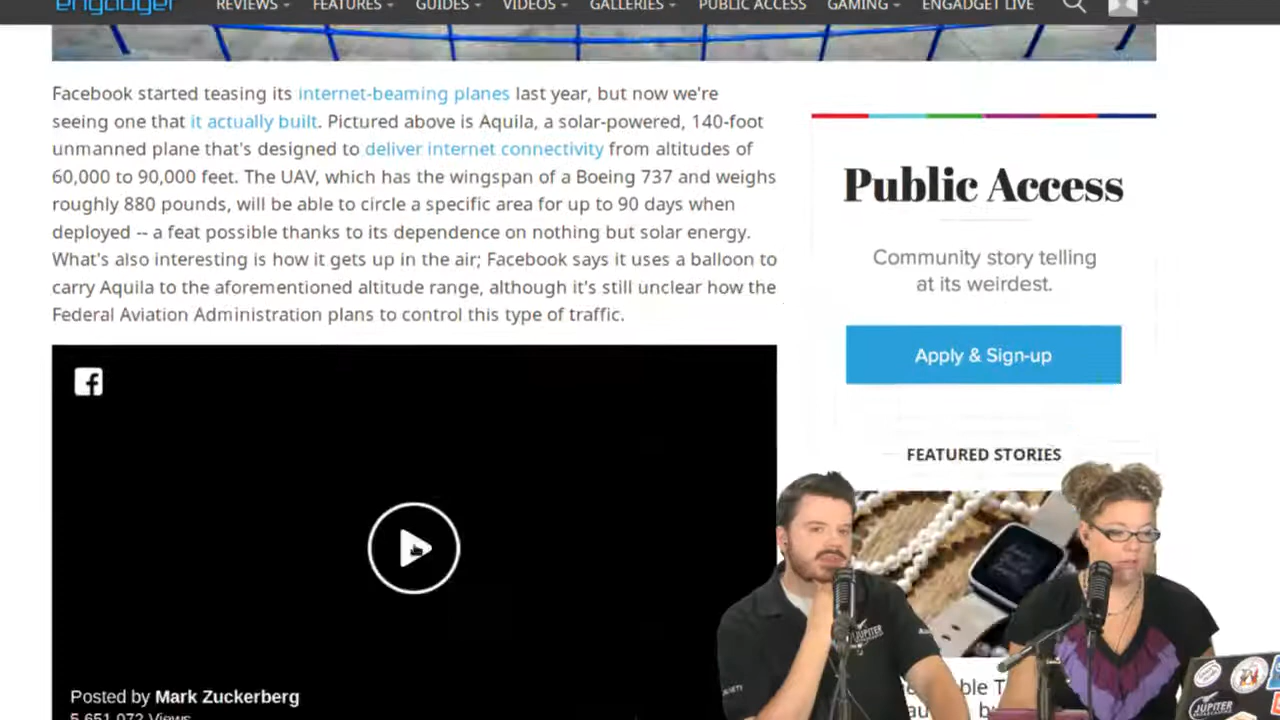 engadget
REVIEWS FEATURES GUIDES VIDEOS GALLERIES PUBLIC ACCESS GAMING ENGADGET LIVE
Facebook started teasing its internet-beaming planes last year, but now we're
seeing one that it actually built. Pictured above is Aquila, a solar-powered, 140-foot
unmanned plane that's designed to deliver internet connectivity from altitudes of
60,000 to 90,000 feet. The UAV, which has the wingspan of a Boeing 737 and weighs
roughly 880 pounds, will be able to circle a specific area for up to 90 days when
deployed -- a feat possible thanks to its dependence on nothing but solar energy.
What's also interesting is how it gets up in the air; Facebook says it uses a balloon to
carry Aquila to the aforementioned altitude range, although it's still unclear how the
Federal Aviation Administration plans to control this type of traffic.
Posted by Mark Zuckerberg
5,651,072 Views
Public Access
Community story telling
at its weirdest.
Apply & Sign-up
FEATURED STORIES
JUPITER
JUPITER